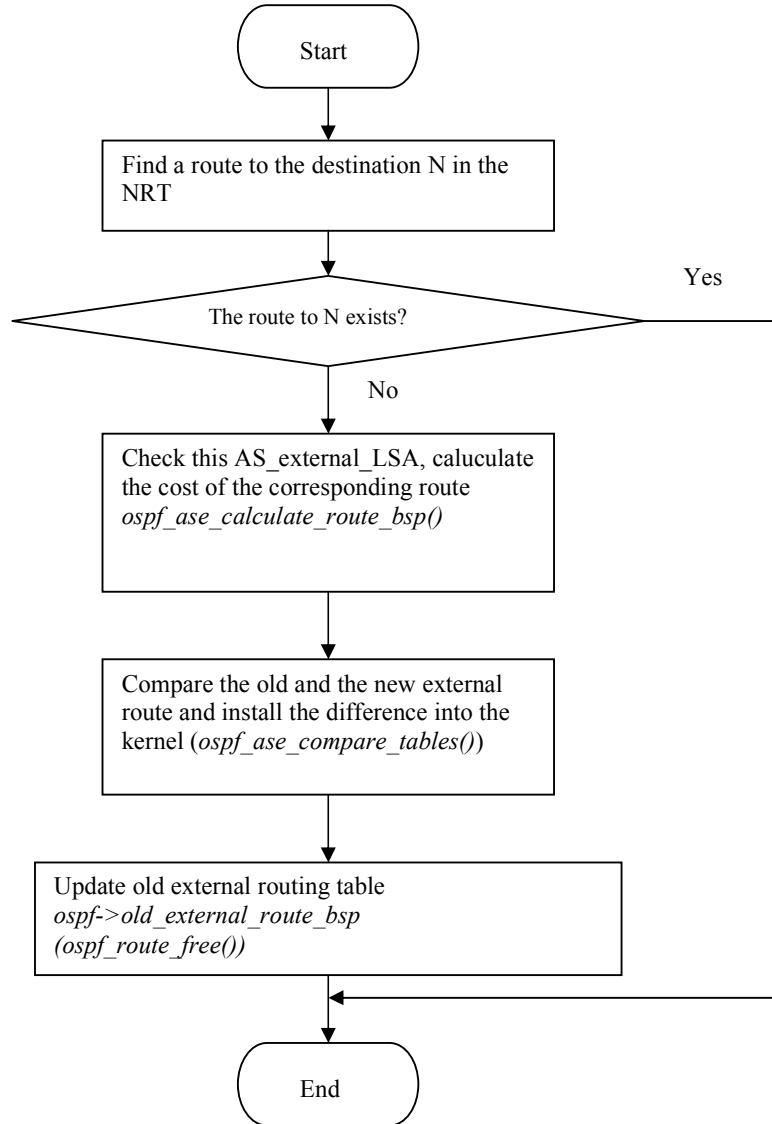 Start
Find a route to the destination N in the
NRT
Yes
The route to N exists?
No
Check this AS_external_LSA, caluculate
the cost of the corresponding route
ospf_ase_calculate_route_bsp()
Compare the old and the new external
route and install the difference into the
kernel (ospf_ase_compare_tables())
Update old external routing table
ospf->old_external_route_bsp
(ospf_route_free())
End